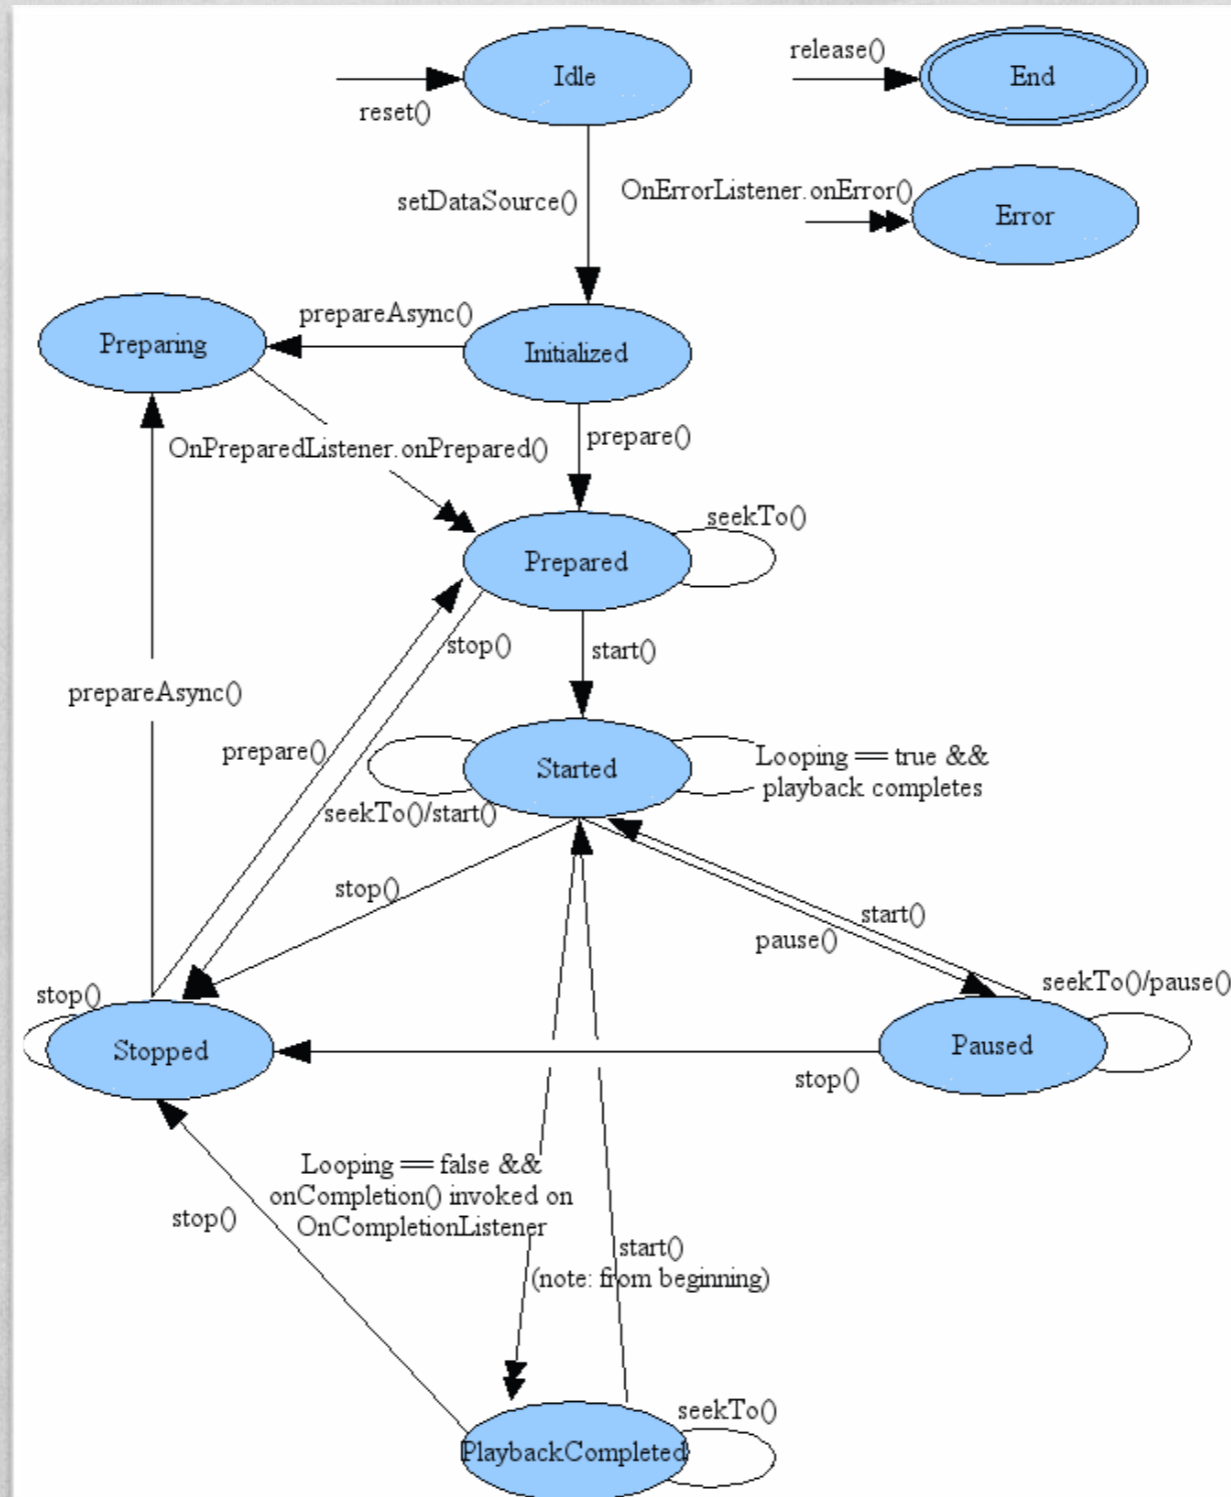 Idle
release()
End
reset()
OnErrorListener.onError()
Error
setDataSource()
prepareAsync()
Preparing
Initialized
prepare()
OnPreparedListener.onPrepared()
seekTo()
Prepared
stop()
start()
prepareAsync()
prepare()
Started
Looping == true &&
playback completes
seekTo()/start()
stop()
start()
pause()
seekTo()/pause()
stop()
Stopped
Paused
stop()
Looping == false &&
onCompletion() invoked on
OnCompletionListener
stop()
start()
(note: from beginning)
seekTo()
PlaybackCompleted